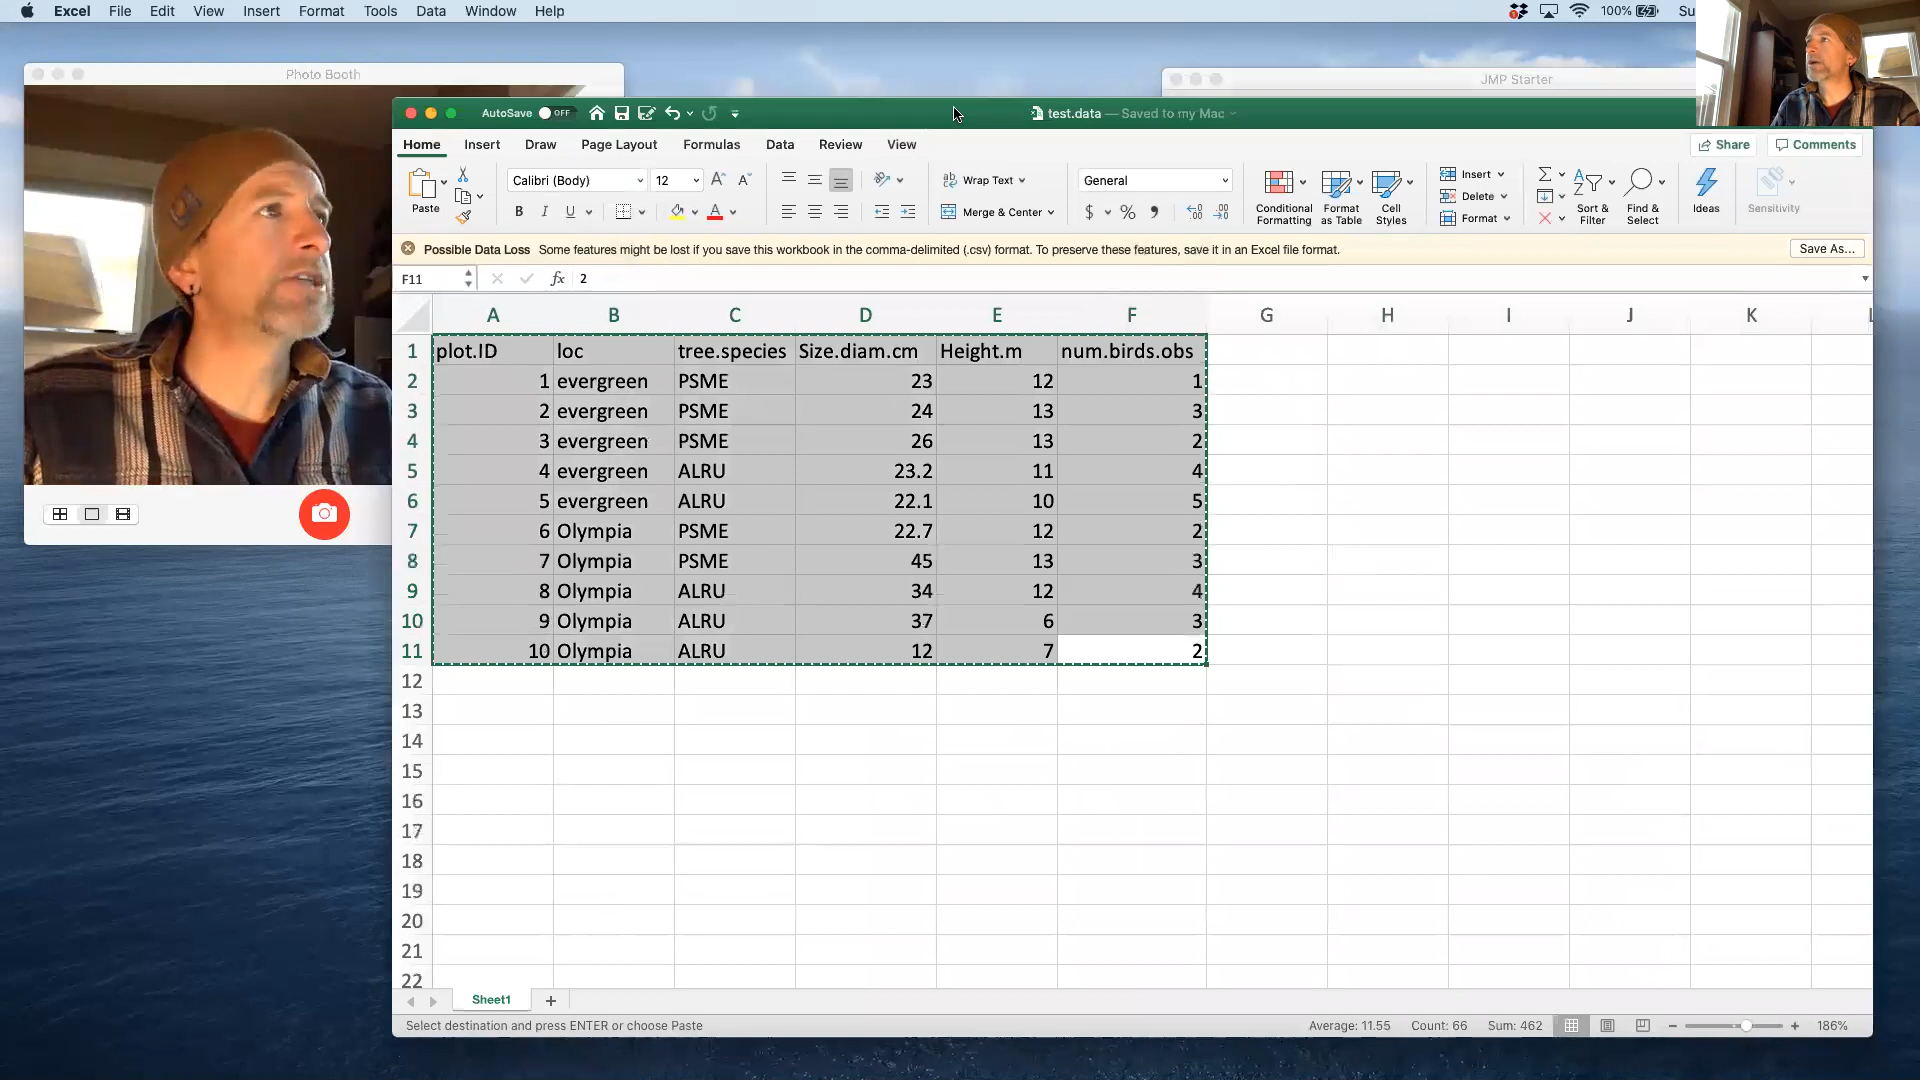 Excel File Edit View Insert Format Tools Data Window Help 100% Su
Photo Booth
JMP Starter
AutoSave OFF test.data — Saved to my Mac
Home Insert Draw Page Layout Formulas Data Review View Share Comments
Paste
Calibri (Body) 12 A A
B I U A
ab Wrap Text
Merge & Center
General
$ % 9
Conditional Formatting
Format as Table
Cell Styles
Insert
Delete
Format
Sort & Filter
Find & Select
Ideas
Sensitivity
Possible Data Loss Some features might be lost if you save this workbook in the comma-delimited (.csv) format. To preserve these features, save it in an Excel file format. Save As...
F11 fx 2
A B C D E F G H I J K L
1 plot.ID loc tree.species Size.diam.cm Height.m num.birds.obs
2 1 evergreen PSME 23 12 1
3 2 evergreen PSME 24 13 3
4 3 evergreen PSME 26 13 2
5 4 evergreen ALRU 23.2 11 4
6 5 evergreen ALRU 22.1 10 5
7 6 Olympia PSME 22.7 12 2
8 7 Olympia PSME 45 13 3
9 8 Olympia ALRU 34 12 4
10 9 Olympia ALRU 37 6 3
11 10 Olympia ALRU 12 7 2
12
13
14
15
16
17
18
19
20
21
22
Sheet1 +
Select destination and press ENTER or choose Paste Average: 11.55 Count: 66 Sum: 462 186%